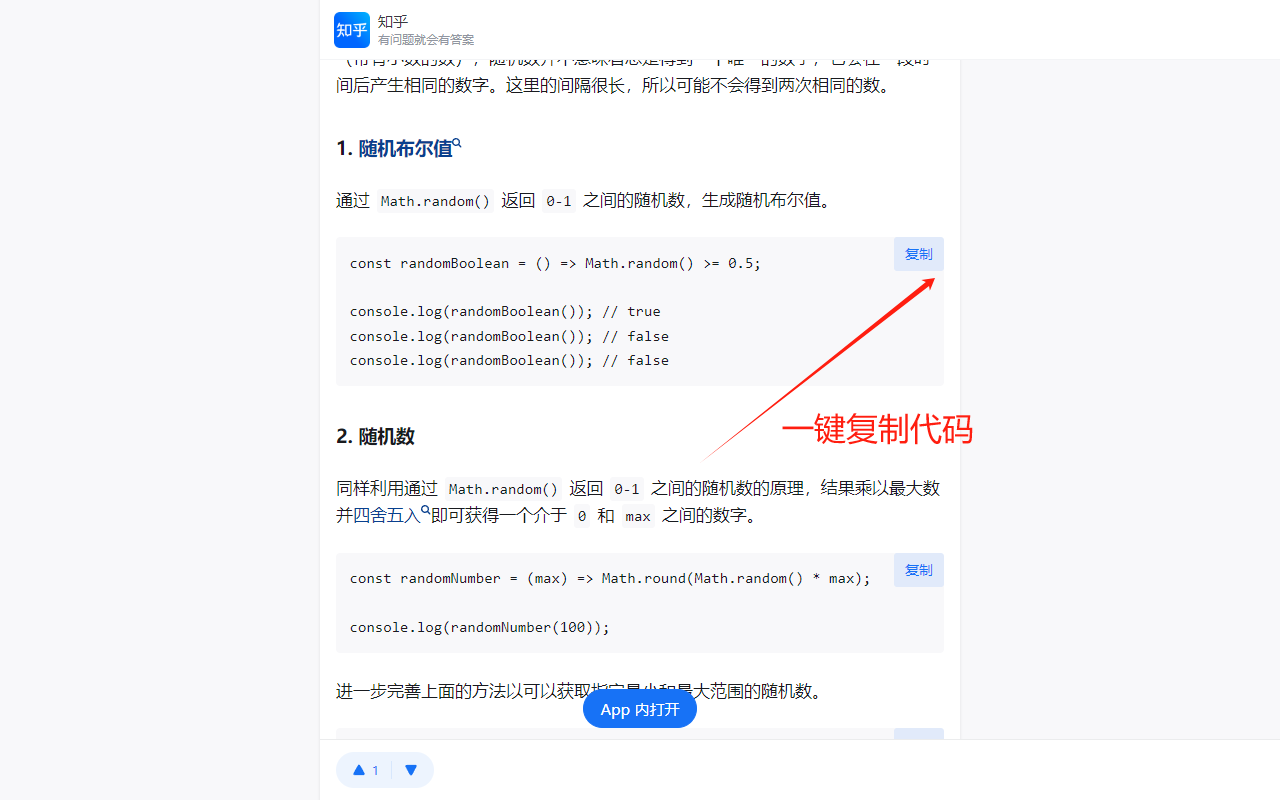 知乎
知乎
有问题就会有答案
间后产生相同的数字。这里的间隔很长，所以可能不会得到两次相同的数。
1. 随机布尔值
通过 Math.random() 返回 0-1 之间的随机数，生成随机布尔值。
复制
const randomBoolean = () => Math.random() >= 0.5;
console.log(randomBoolean()); // true
console.log(randomBoolean()); // false
console.log(randomBoolean()); // false
一键复制代码
2. 随机数
同样利用通过 Math.random() 返回 0-1 之间的随机数的原理，结果乘以最大数
并四舍五入即可获得一个介于 0 和 max 之间的数字。
复制
const randomNumber = (max) => Math.round(Math.random() * max);
console.log(randomNumber(100));
进一步完善上面的方法以可以获取指定最小和最大范围的随机数。
App 内打开
1